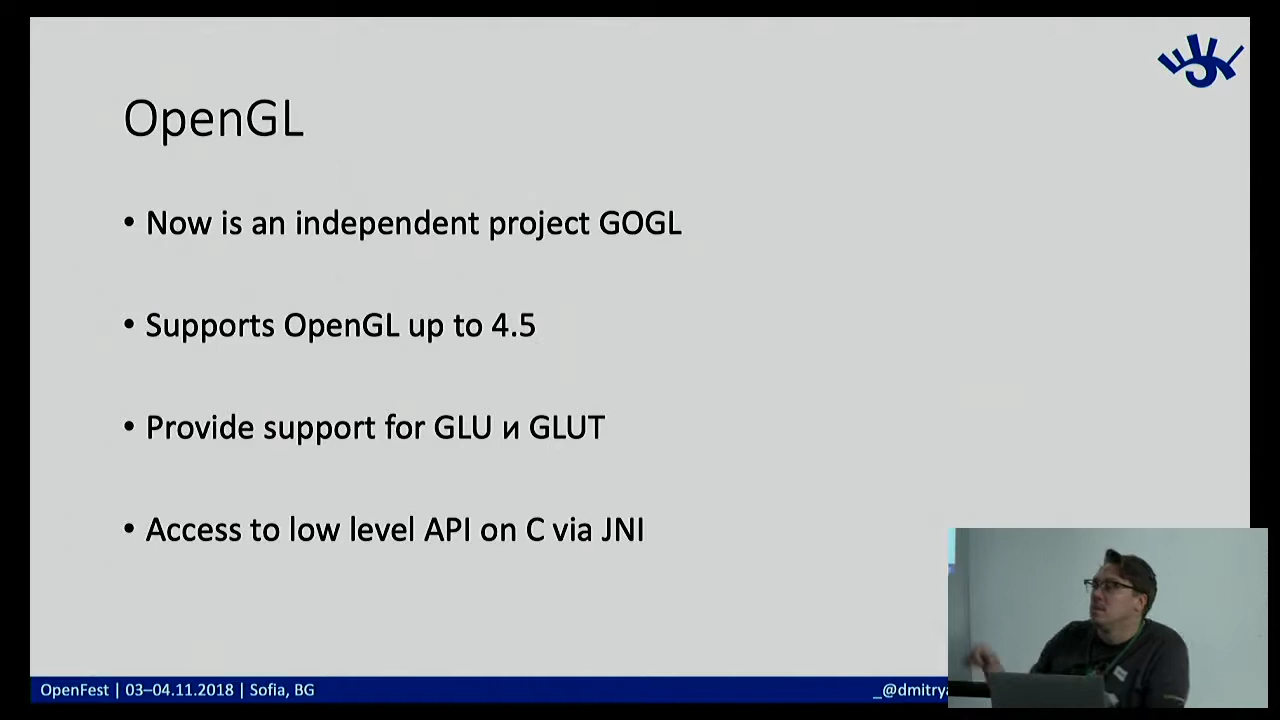 OpenGL
• Now is an independent project GOGL
• Supports OpenGL up to 4.5
• Provide support for GLU и GLUT
• Access to low level API on C via JNI
OpenFest | 03–04.11.2018 | Sofia, BG
_@dmitrya